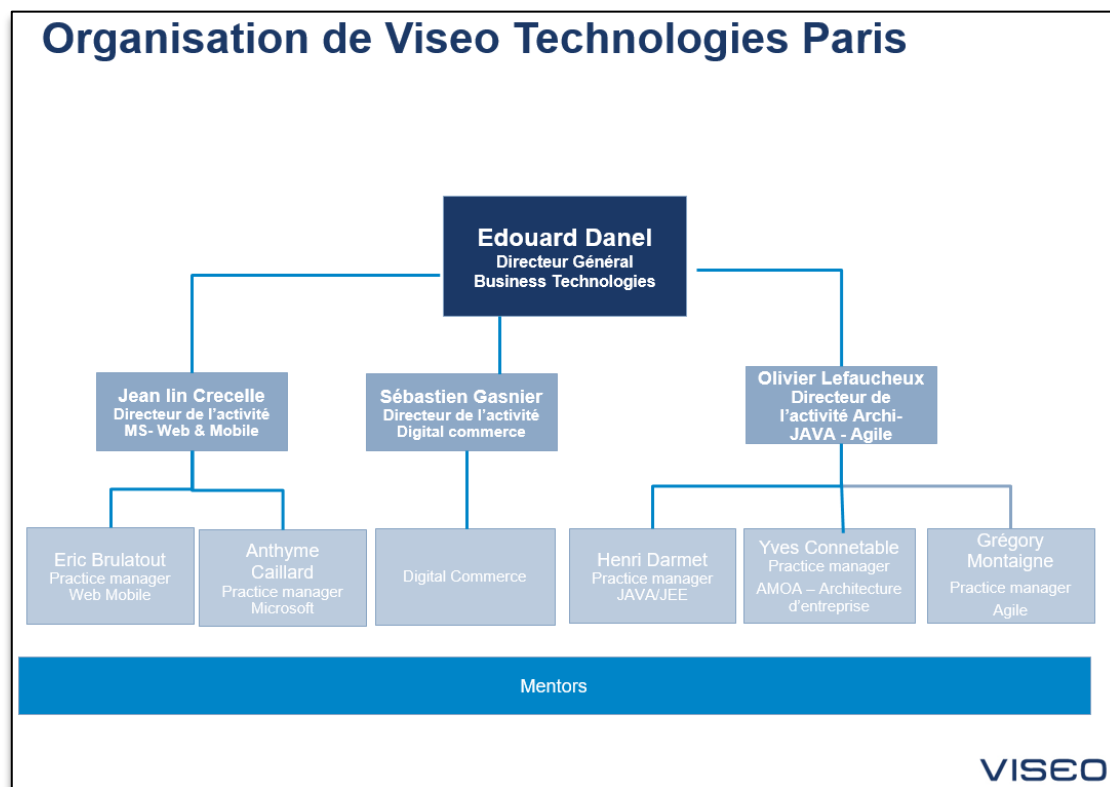 Organisation de Viseo Technologies Paris
Edouard Danel
Directeur Général
Business Technologies
Jean lin Crecelle
Directeur de l'activité
MS- Web & Mobile
Sébastien Gasnier
Directeur de l'activité
Digital commerce
Olivier Lefaucheux
Directeur de
l'activité Archi-
JAVA - Agile
Eric Brulatout
Practice manager
Web Mobile
Anthyme
Caillard
Practice manager
Microsoft
Digital Commerce
Henri Darmet
Practice manager
JAVA/JEE
Yves Connetable
Practice manager
AMOA – Architecture
d'entreprise
Grégory
Montaigne
Practice manager
Agile
Mentors
VISEO